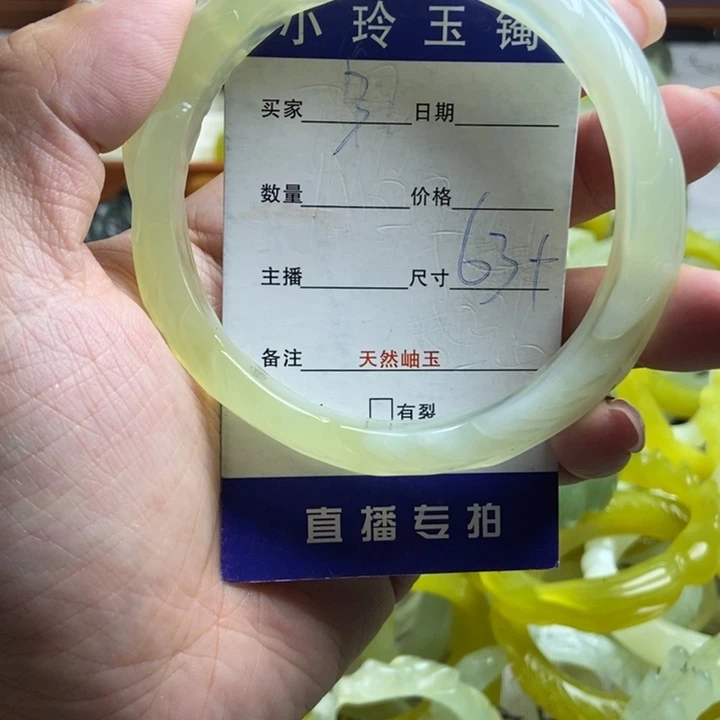 小玲玉镯
买家 日期
数量 价格
主播 尺寸 63+
备注 天然岫玉
有裂
直播专拍